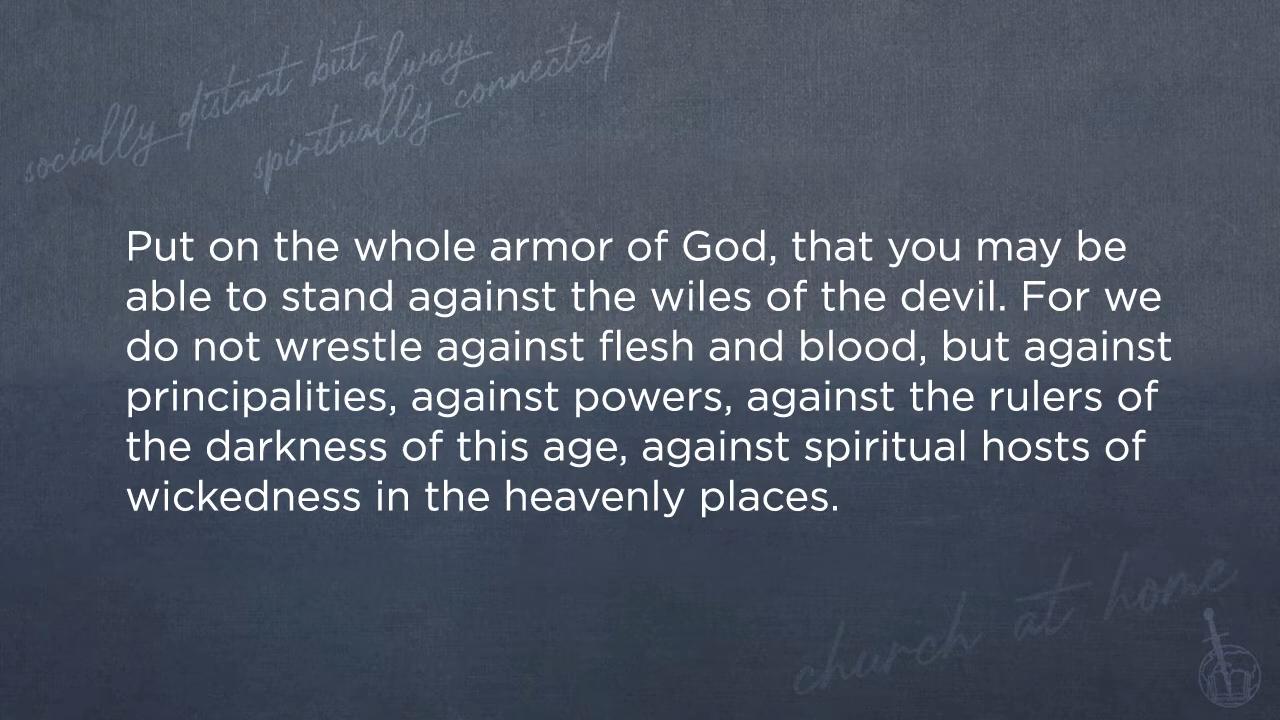 socially distant but always
spiritually connected
Put on the whole armor of God, that you may be
able to stand against the wiles of the devil. For we
do not wrestle against flesh and blood, but against
principalities, against powers, against the rulers of
the darkness of this age, against spiritual hosts of
wickedness in the heavenly places.
church at home